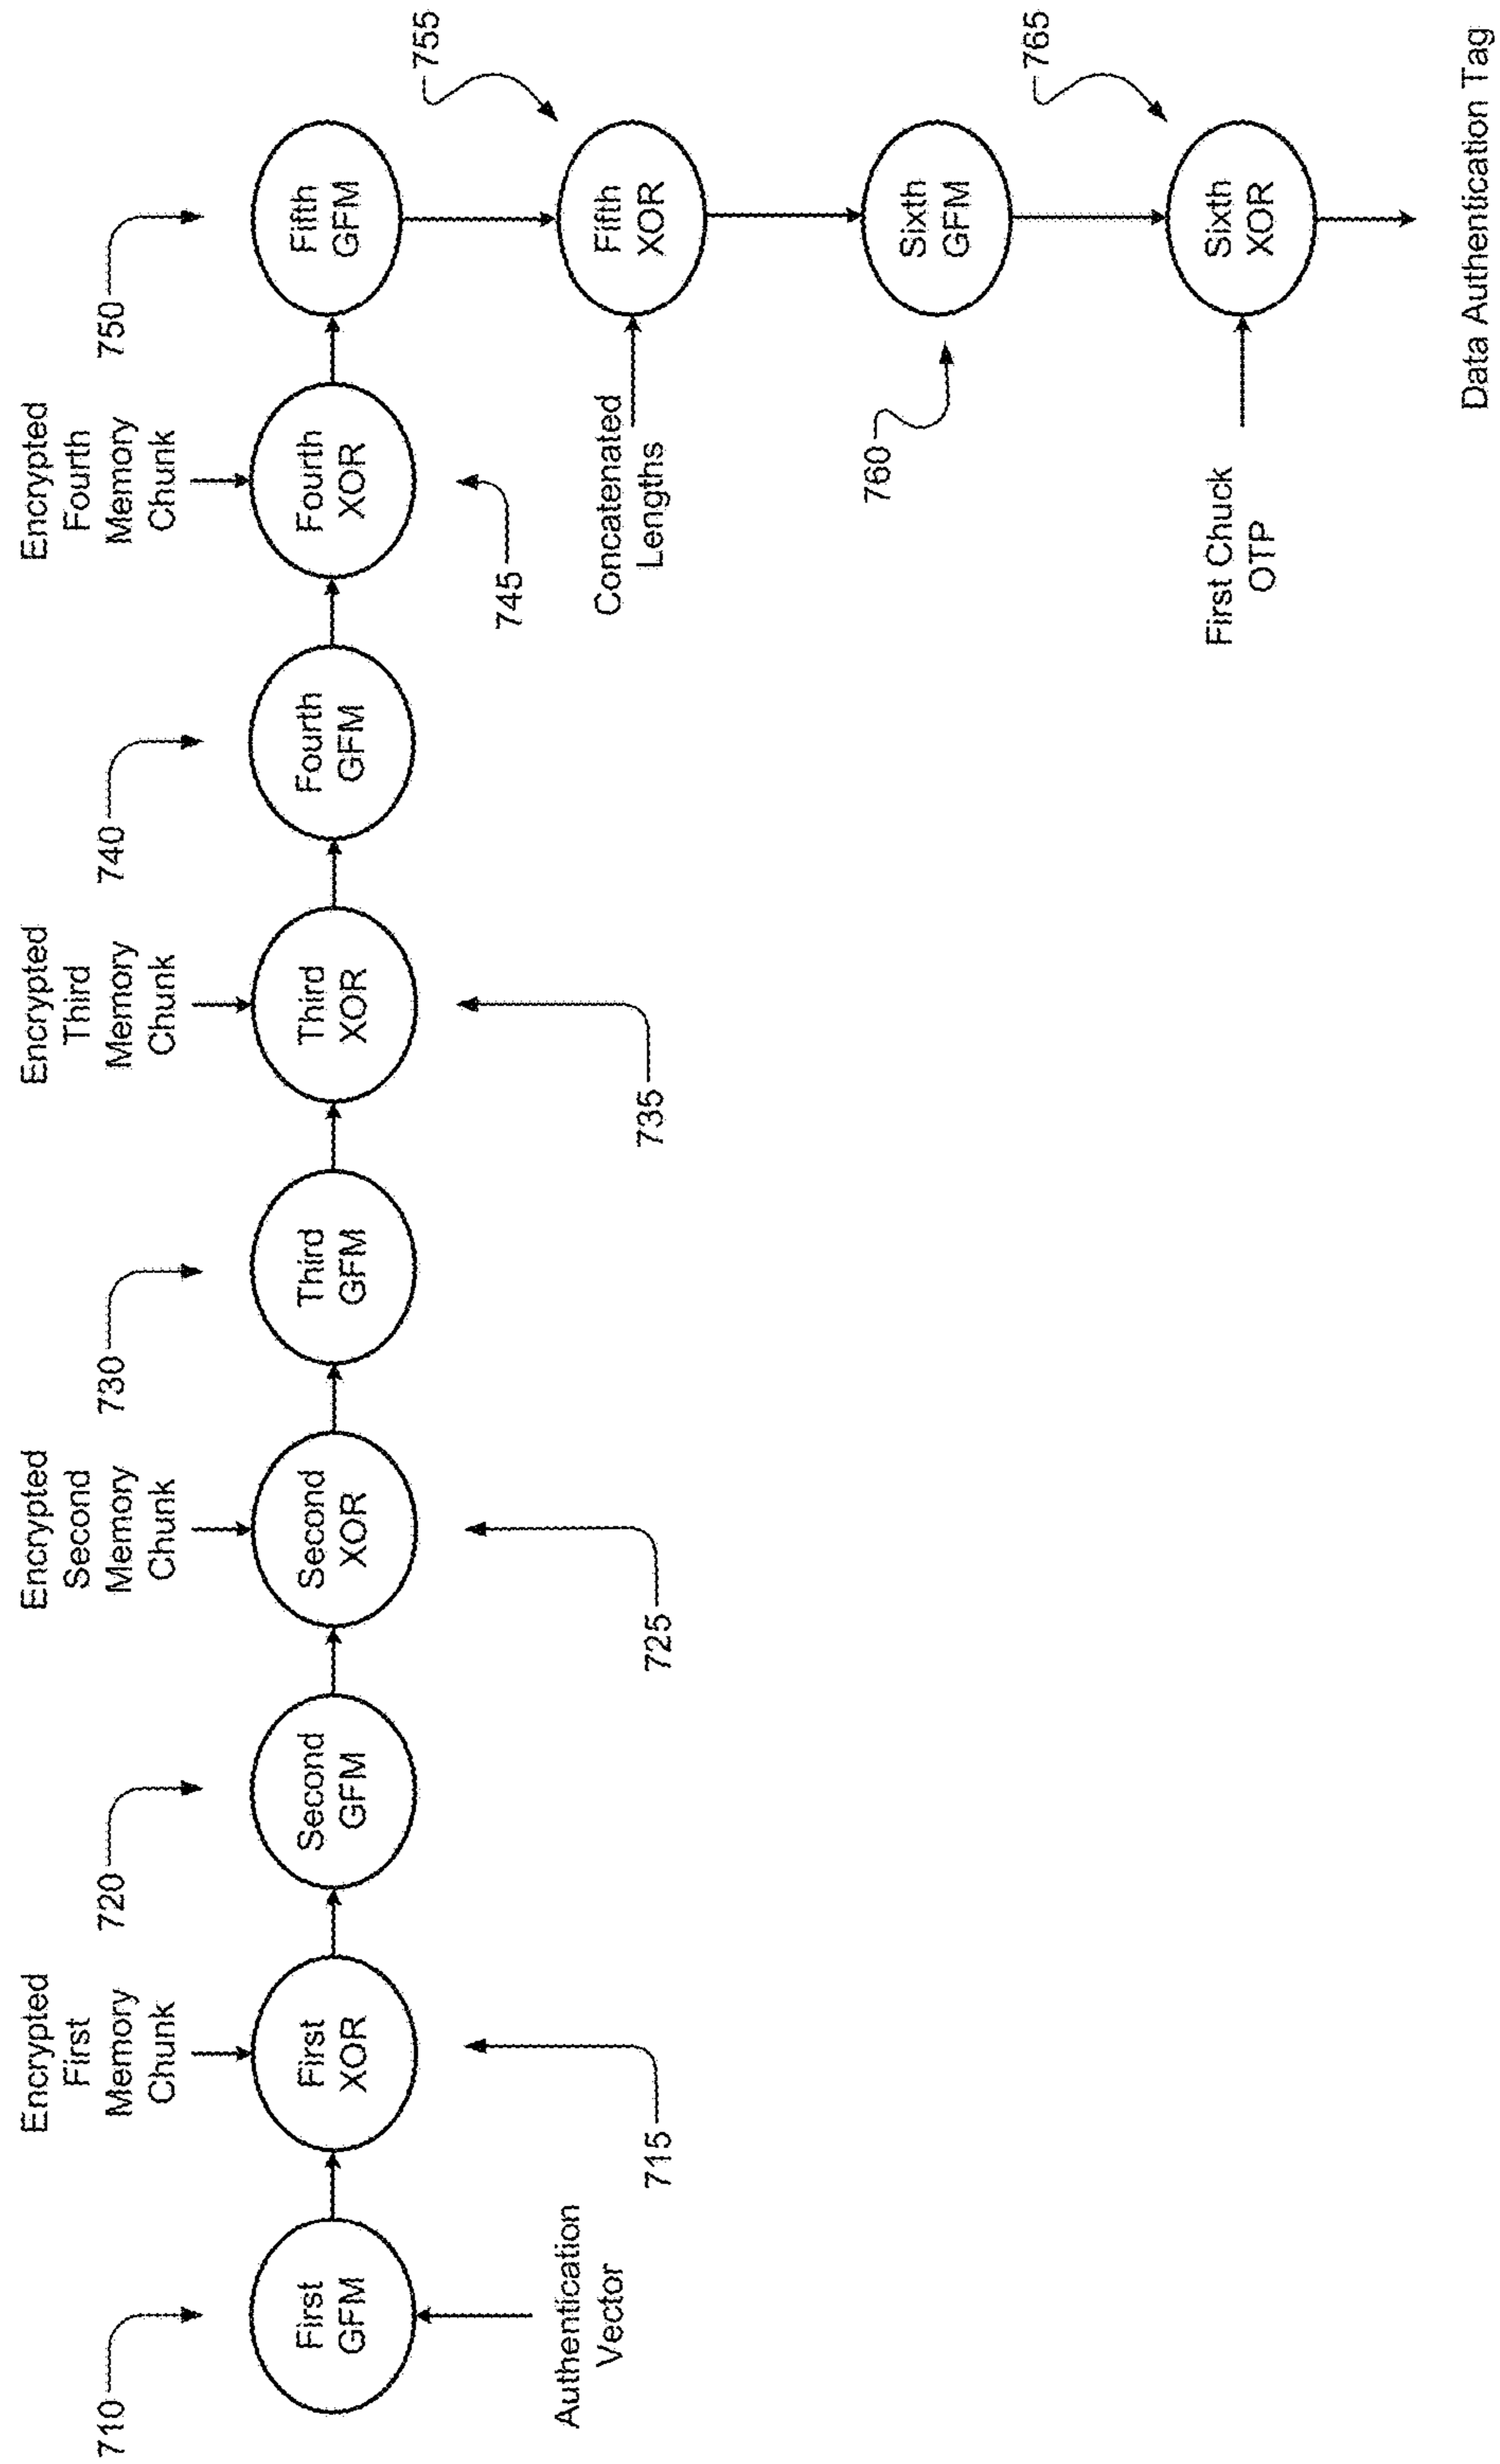 710
First
GFM
Authentication
Vector
Encrypted
First
Memory
Chunk
First
XOR
715
720
Second
GFM
Encrypted
Second
Memory
Chunk
Second
XOR
725
730
Third
GFM
Encrypted
Third
Memory
Chunk
Third
XOR
735
740
Fourth
GFM
Encrypted
Fourth
Memory
Chunk
Fourth
XOR
745
750
Fifth
GFM
755
Fifth
XOR
Concatenated
Lengths
760
Sixth
GFM
765
Sixth
XOR
First Chuck
OTP
Data Authentication Tag